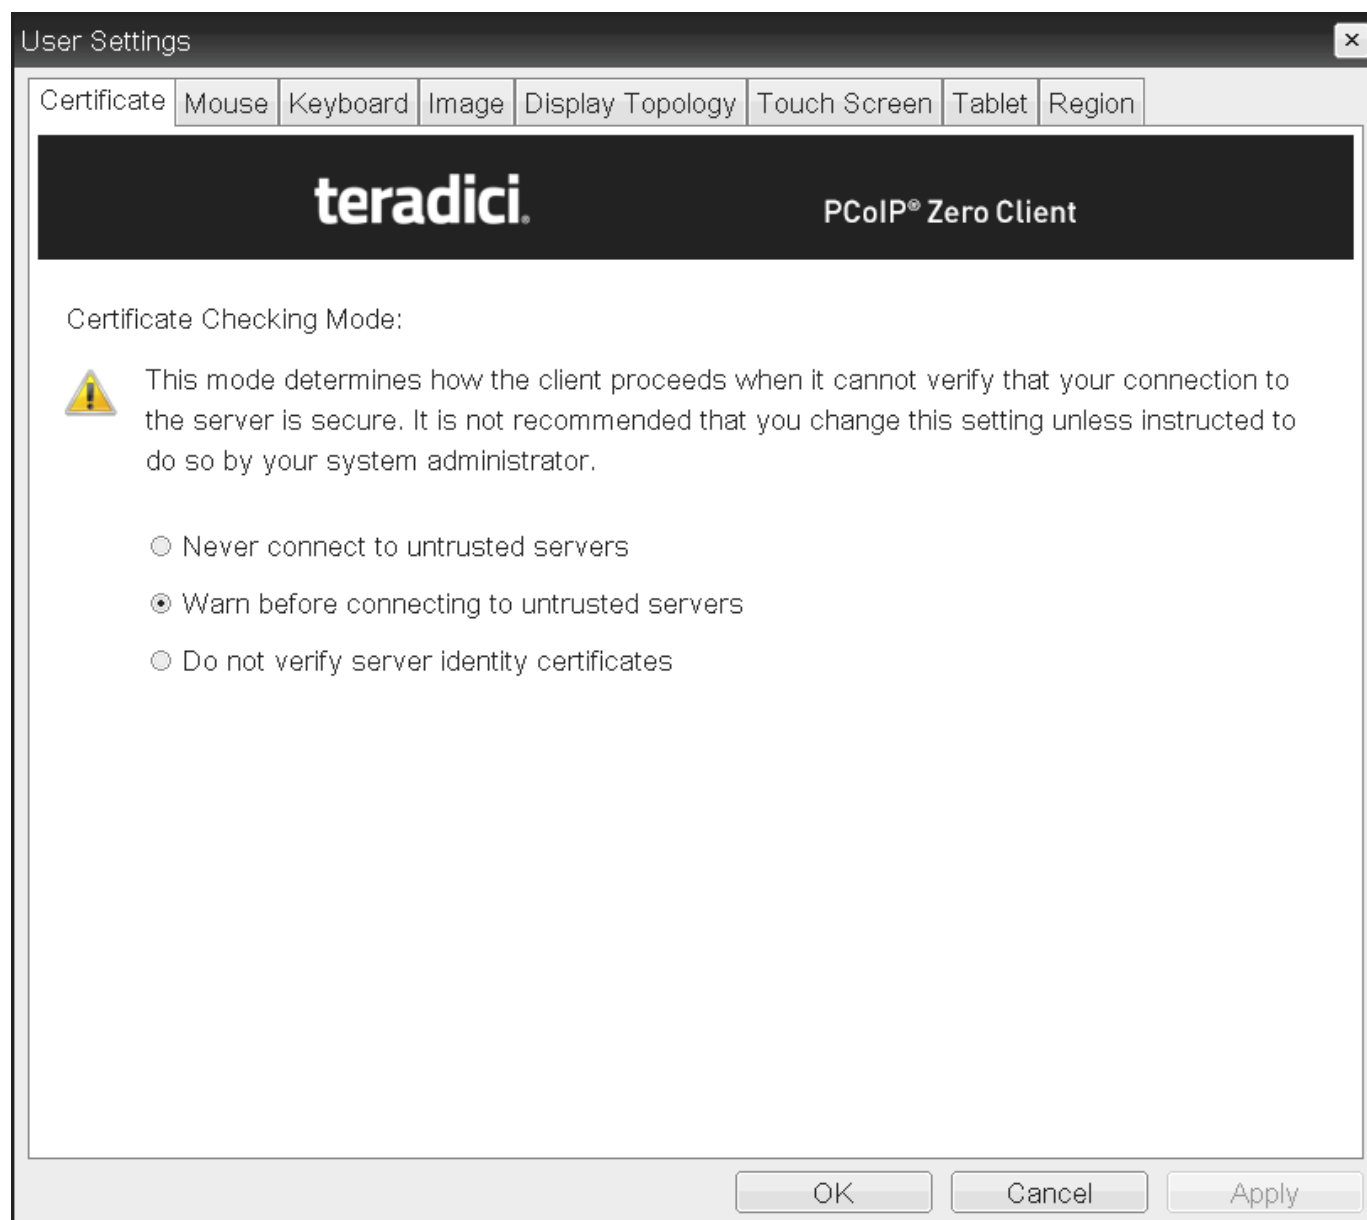 User Settings
Certificate Mouse Keyboard Image Display Topology Touch Screen Tablet Region
teradici® PCoIP® Zero Client
Certificate Checking Mode:
This mode determines how the client proceeds when it cannot verify that your connection to
the server is secure. It is not recommended that you change this setting unless instructed to
do so by your system administrator.
Never connect to untrusted servers
Warn before connecting to untrusted servers
Do not verify server identity certificates
OK Cancel Apply